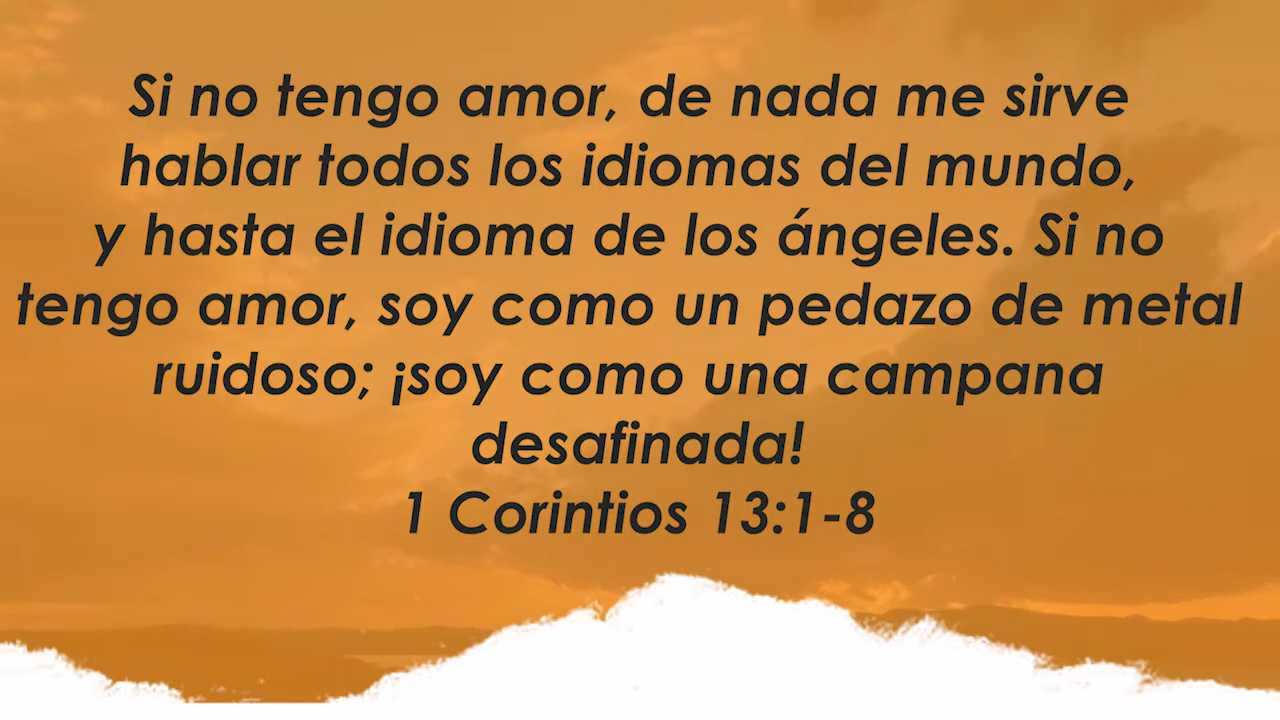 Si no tengo amor, de nada me sirve
hablar todos los idiomas del mundo,
y hasta el idioma de los ángeles. Si no
tengo amor, soy como un pedazo de metal
ruidoso; ¡soy como una campana
desafinada!
1 Corintios 13:1-8